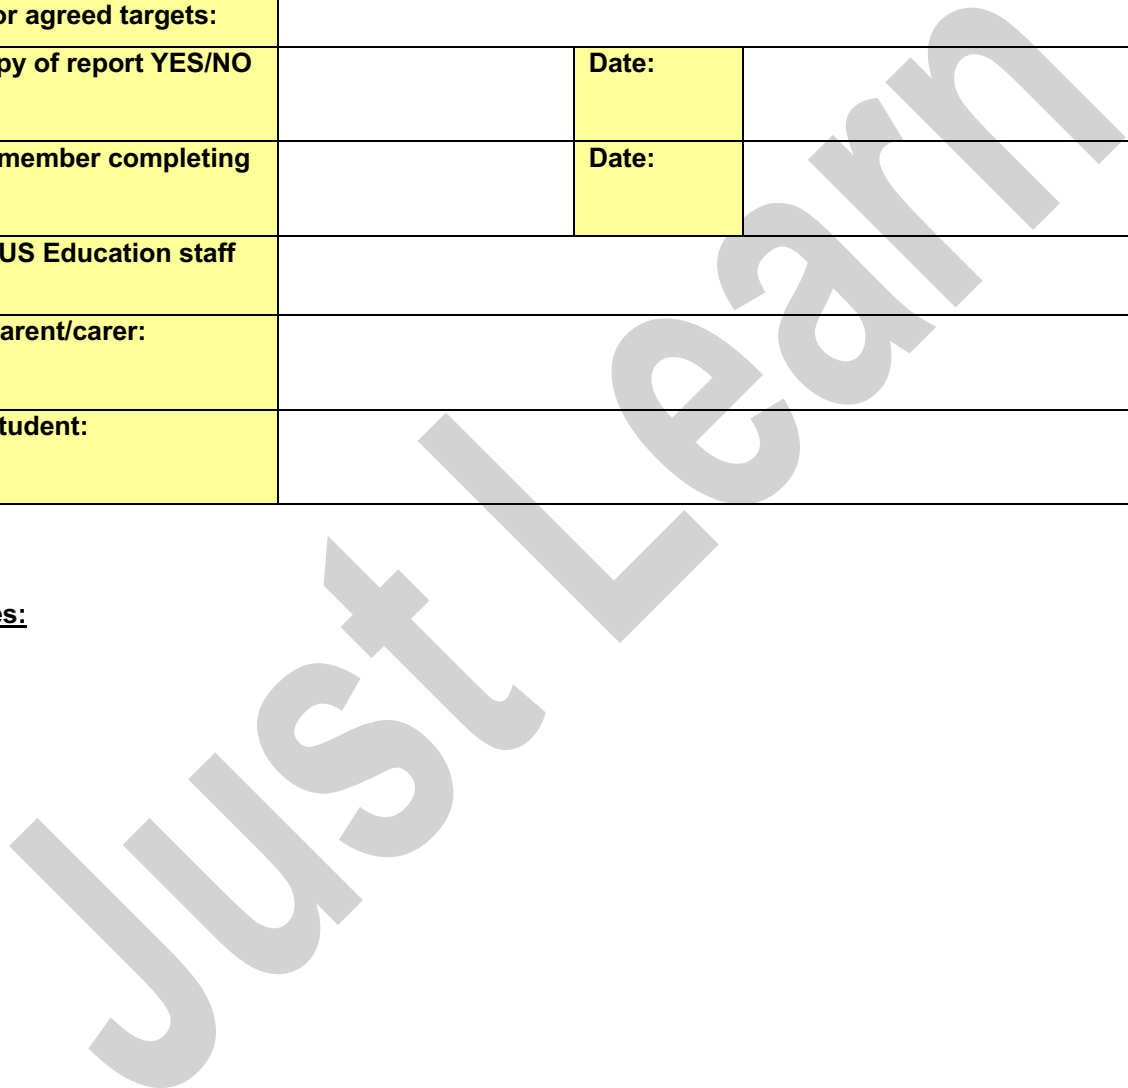 or agreed targets:
py of report YES/NO
Date:
member completing
Date:
US Education staff
arent/carer:
tudent:
es:
Just Learn